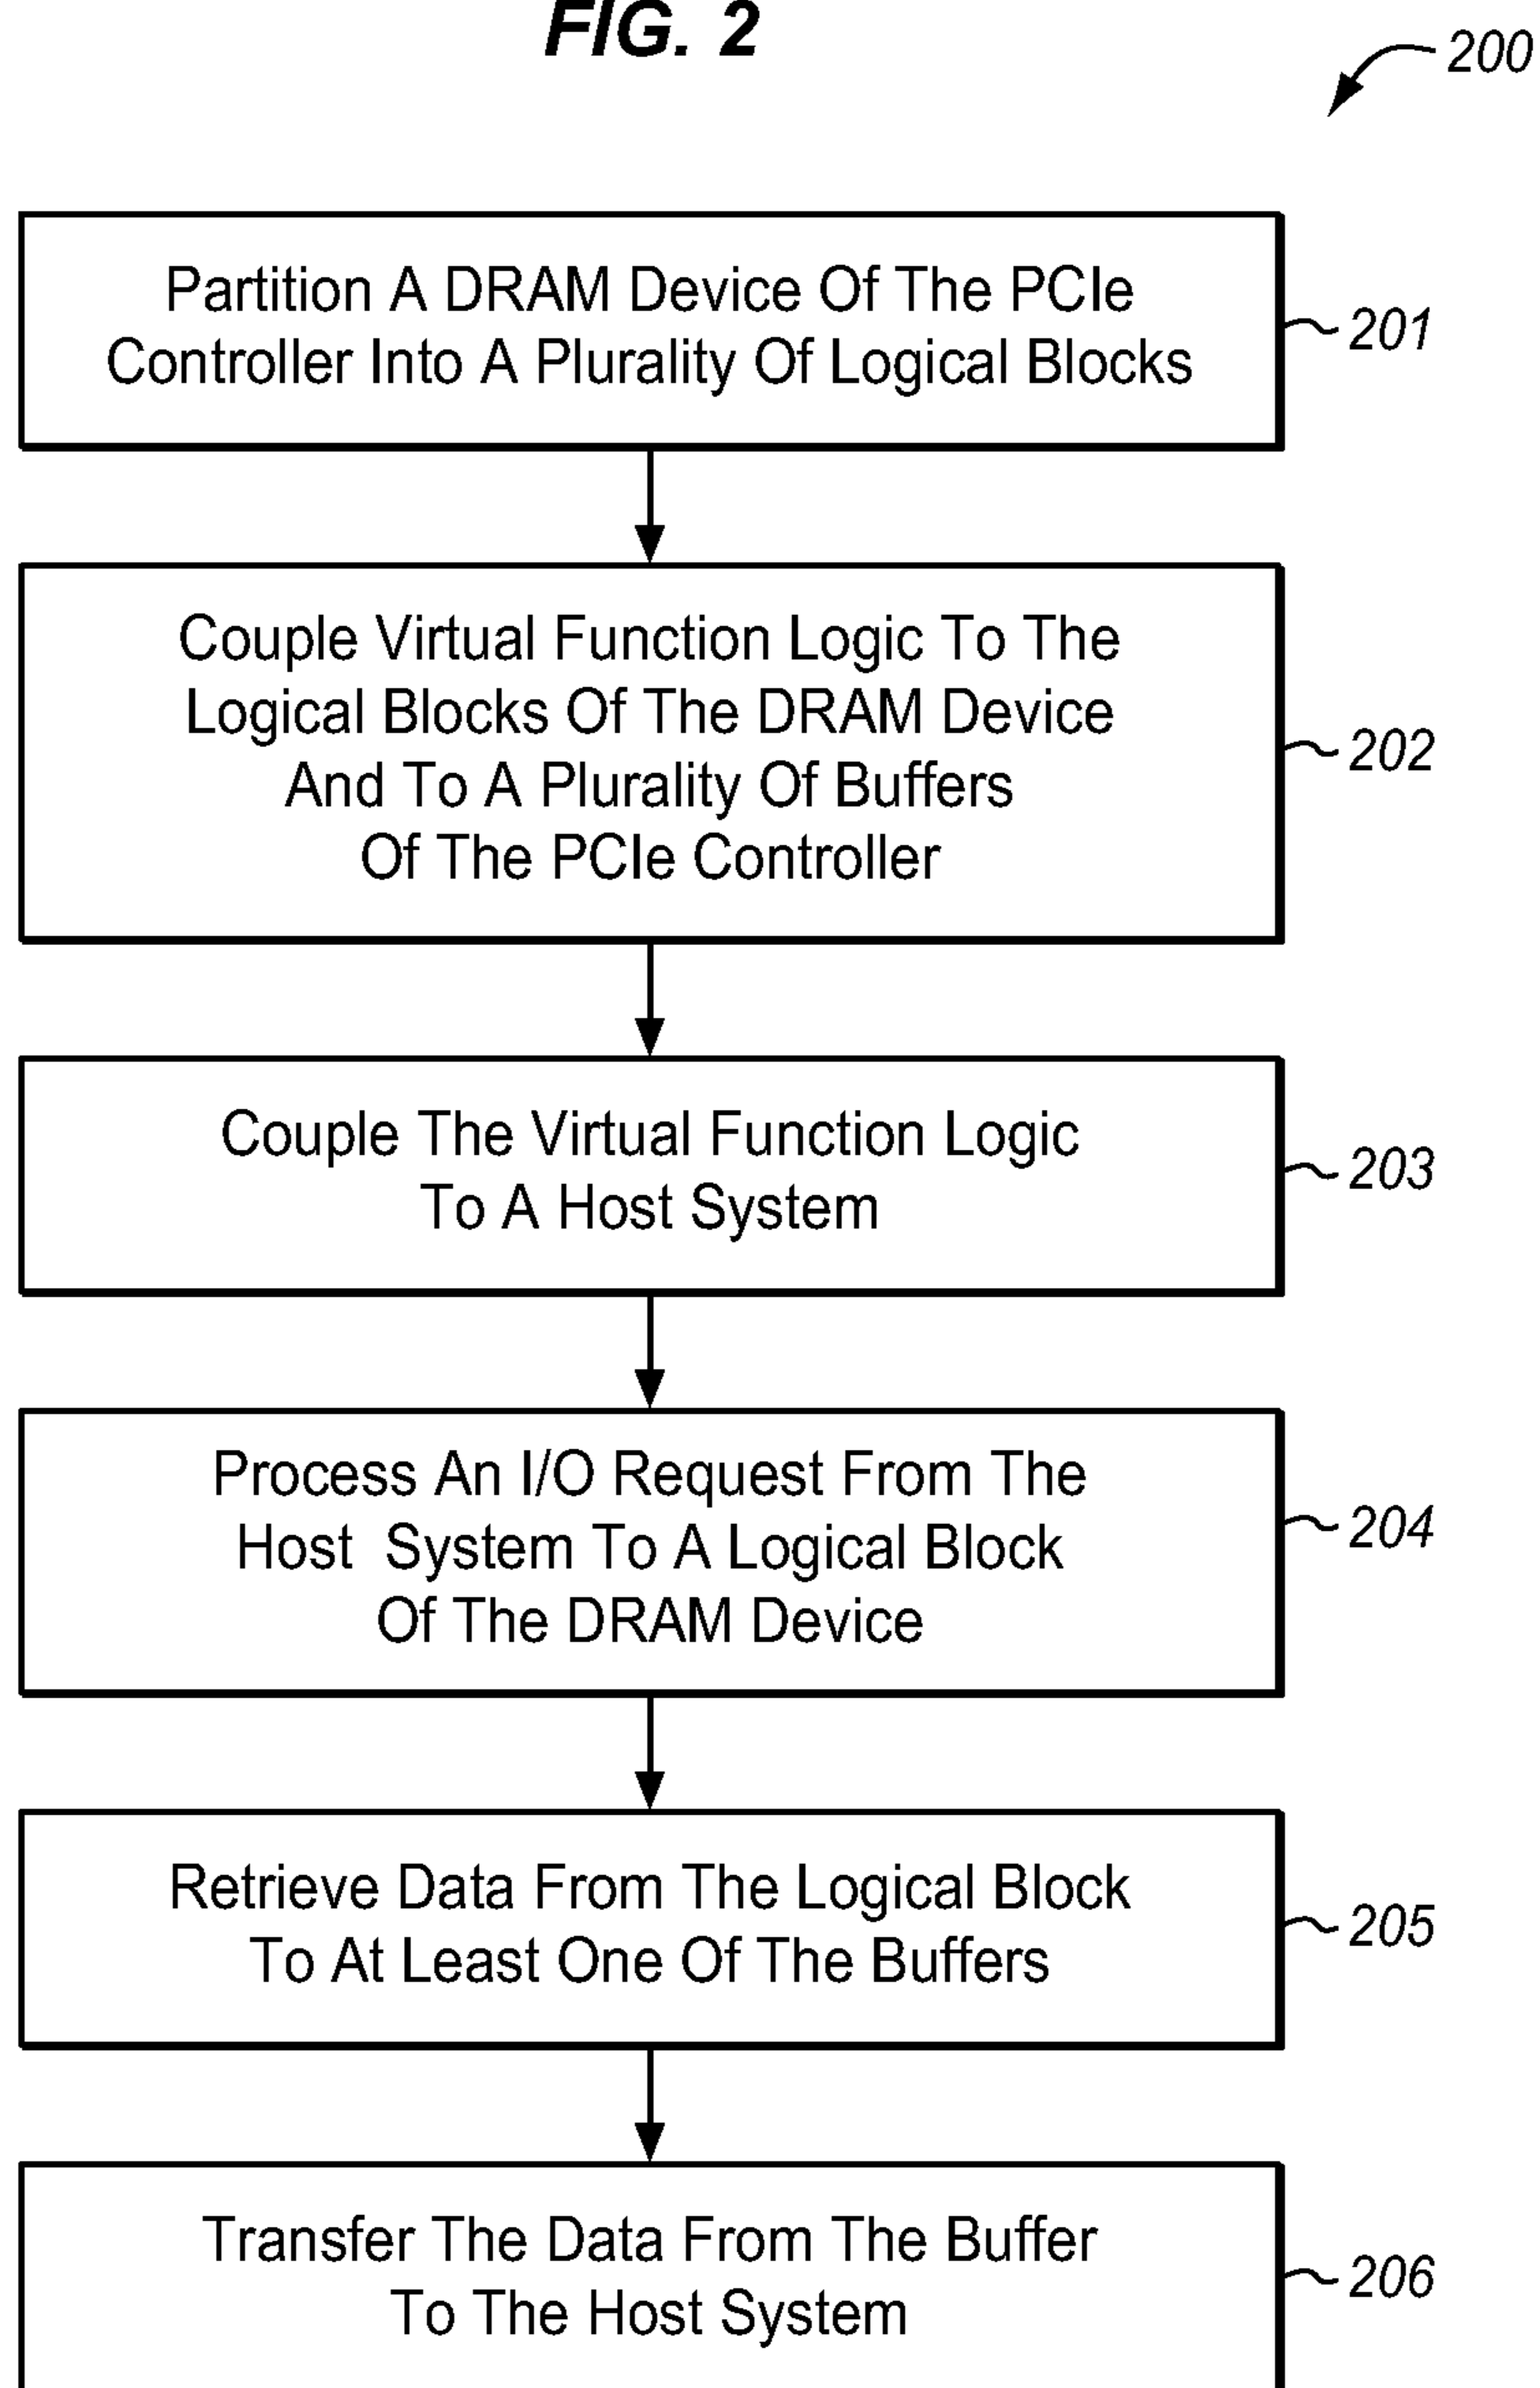 FIG. 2
200
Partition A DRAM Device Of The PCIe
Controller Into A Plurality Of Logical Blocks
201
Couple Virtual Function Logic To The
Logical Blocks Of The DRAM Device
And To A Plurality Of Buffers
Of The PCIe Controller
202
Couple The Virtual Function Logic
To A Host System
203
Process An I/O Request From The
Host System To A Logical Block
Of The DRAM Device
204
Retrieve Data From The Logical Block
To At Least One Of The Buffers
205
Transfer The Data From The Buffer
To The Host System
206